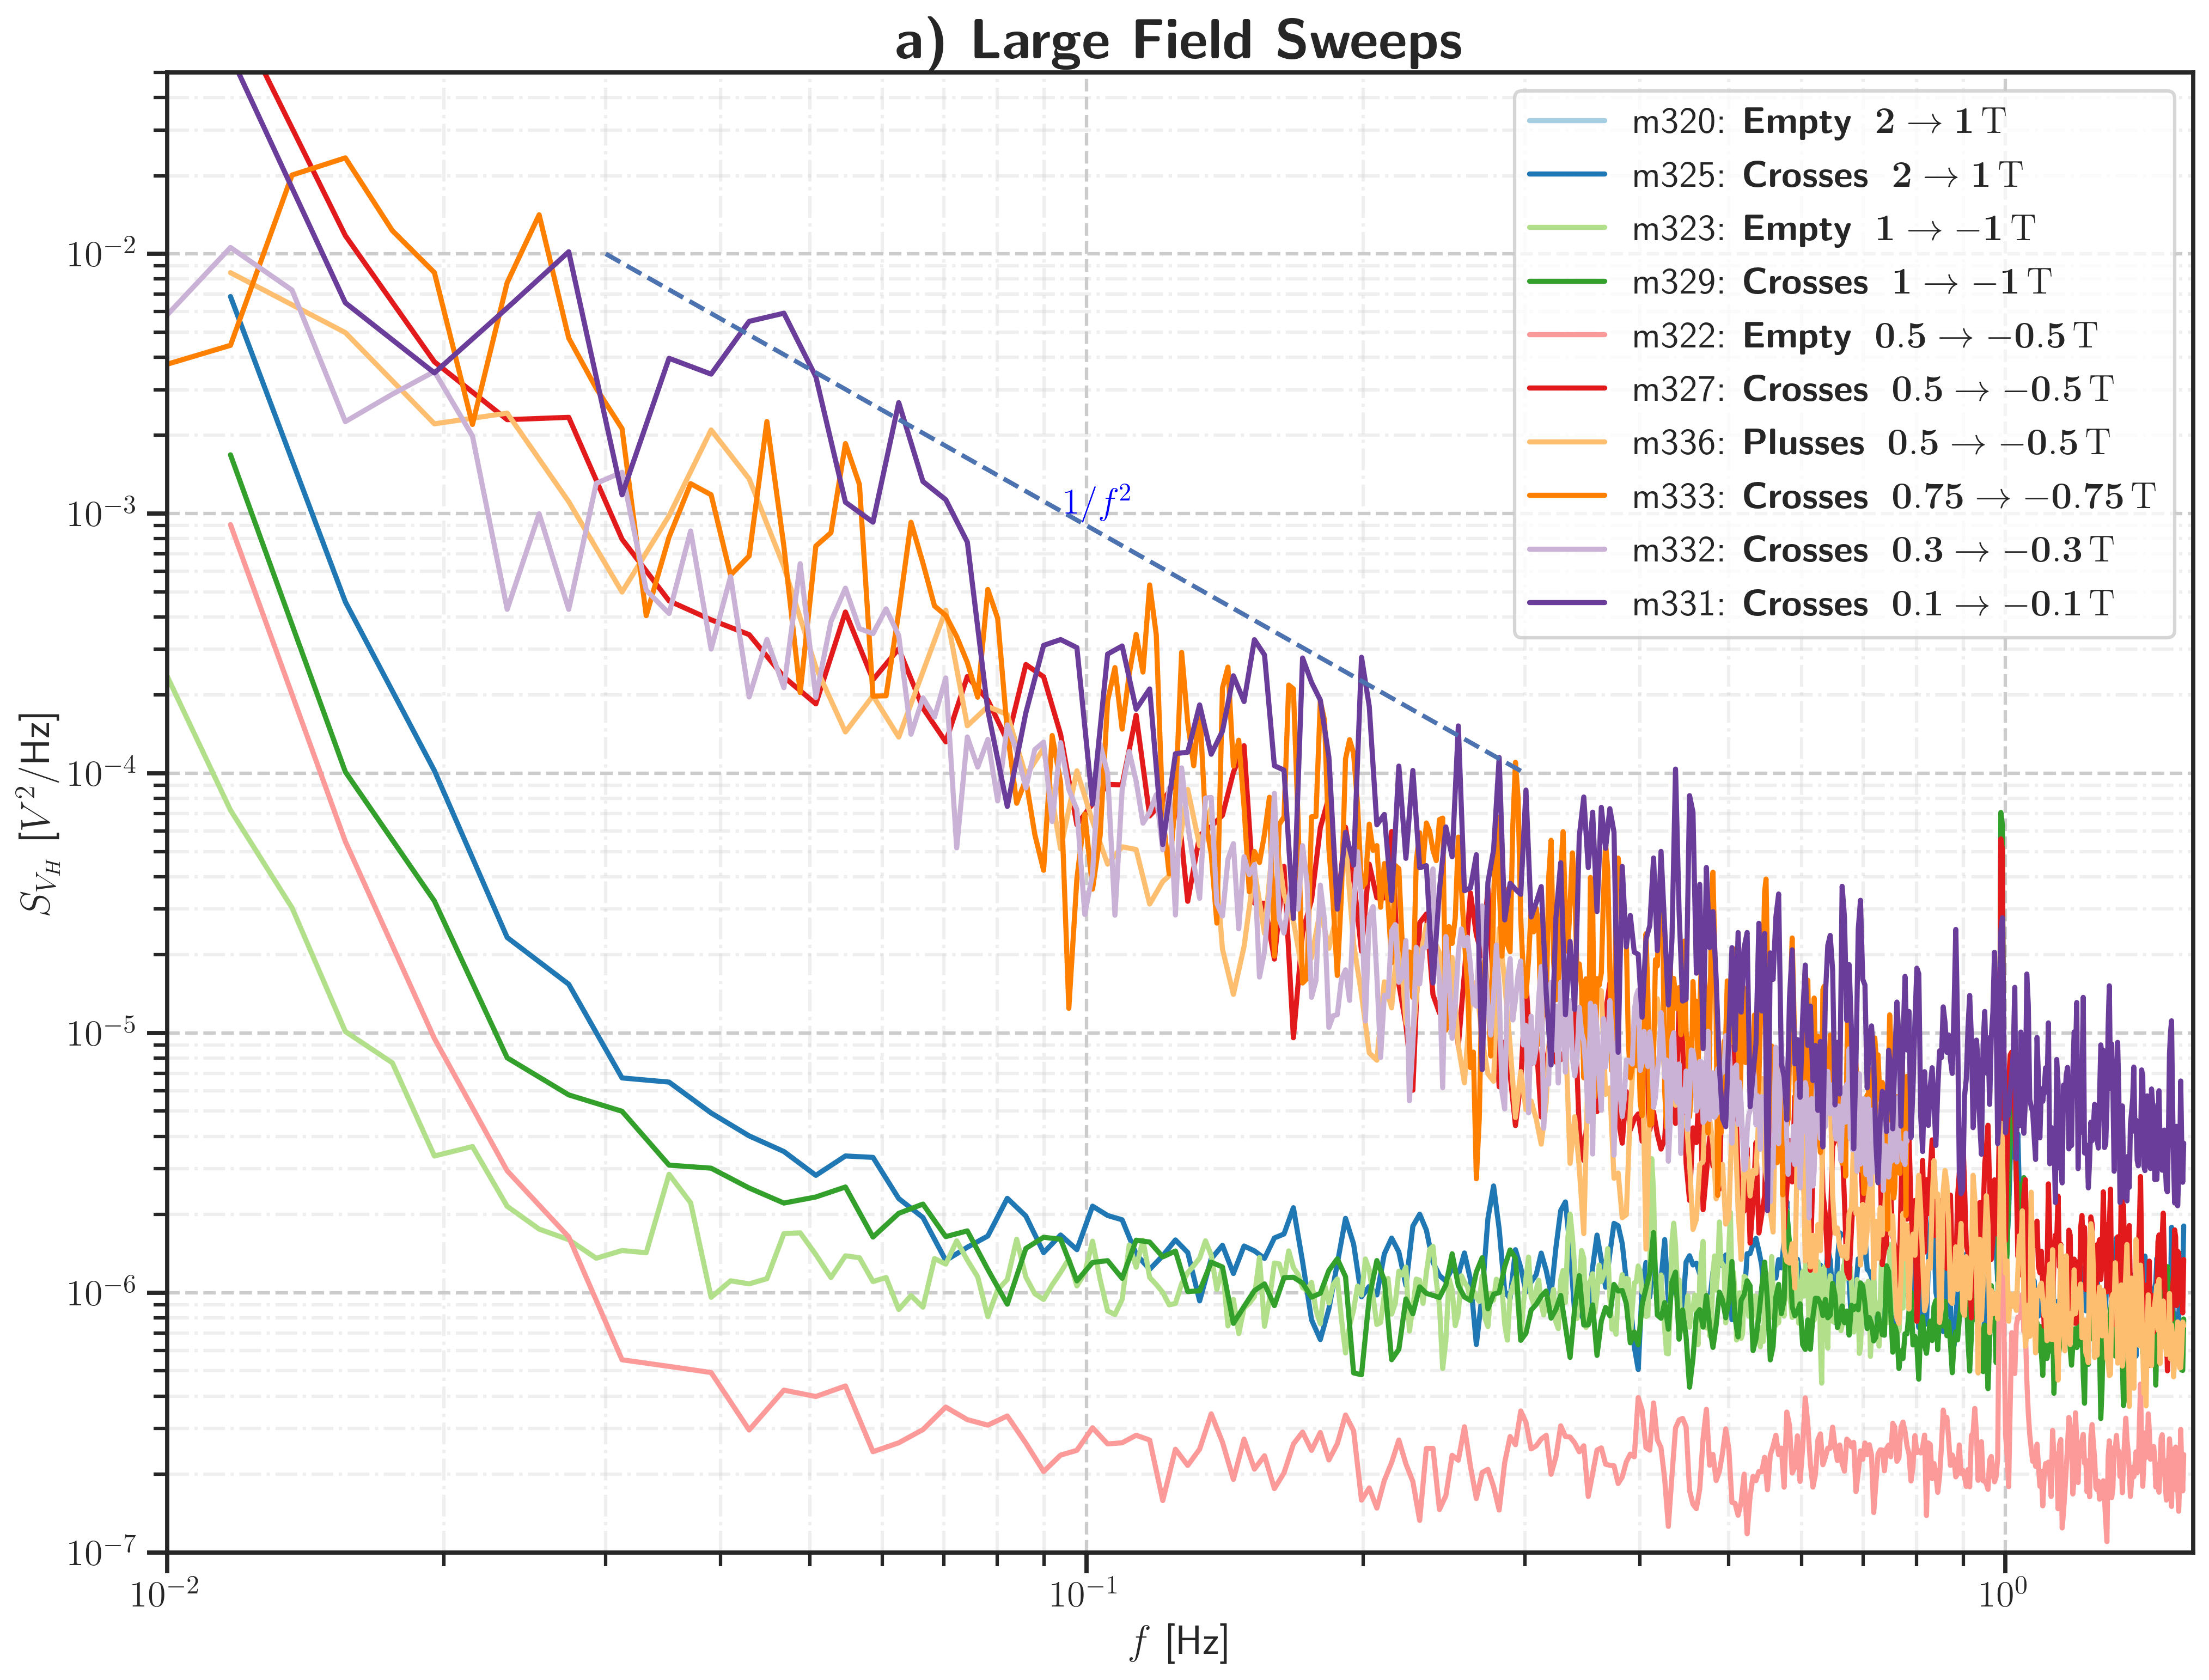 a) Large Field Sweeps
m320: Empty 2 → 1 T
m325: Crosses 2 → 1 T
m323: Empty 1 → −1 T
m329: Crosses 1 → −1 T
m322: Empty 0.5 → −0.5 T
m327: Crosses 0.5 → −0.5 T
m336: Plusses 0.5 → −0.5 T
m333: Crosses 0.75 → −0.75 T
m332: Crosses 0.3 → −0.3 T
m331: Crosses 0.1 → −0.1 T
1/f²
S_{V_H} [V²/Hz]
10⁻²
10⁻³
10⁻⁴
10⁻⁵
10⁻⁶
10⁻⁷
10⁻² 10⁻¹ 10⁰
f [Hz]